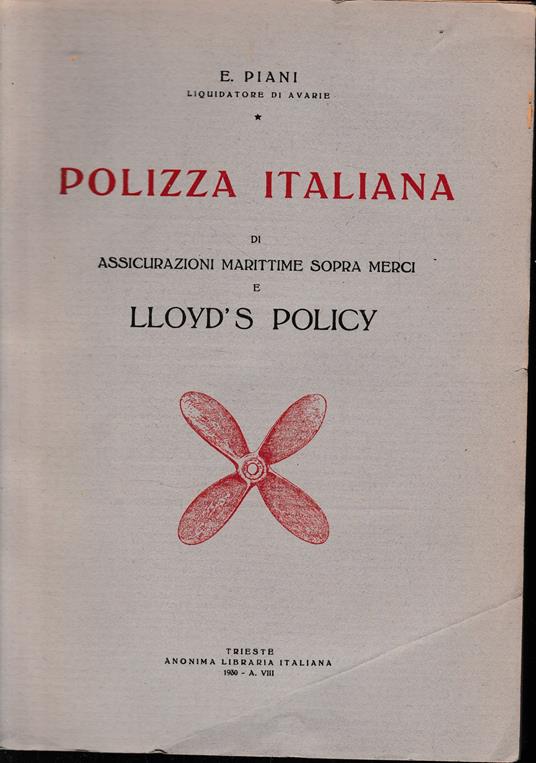 E. PIANI
LIQUIDATORE DI AVARIE
★
POLIZZA ITALIANA
DI
ASSICURAZIONI MARITTIME SOPRA MERCI
E
LLOYD'S POLICY
TRIESTE
ANONIMA LIBRARIA ITALIANA
1930 - A. VIII